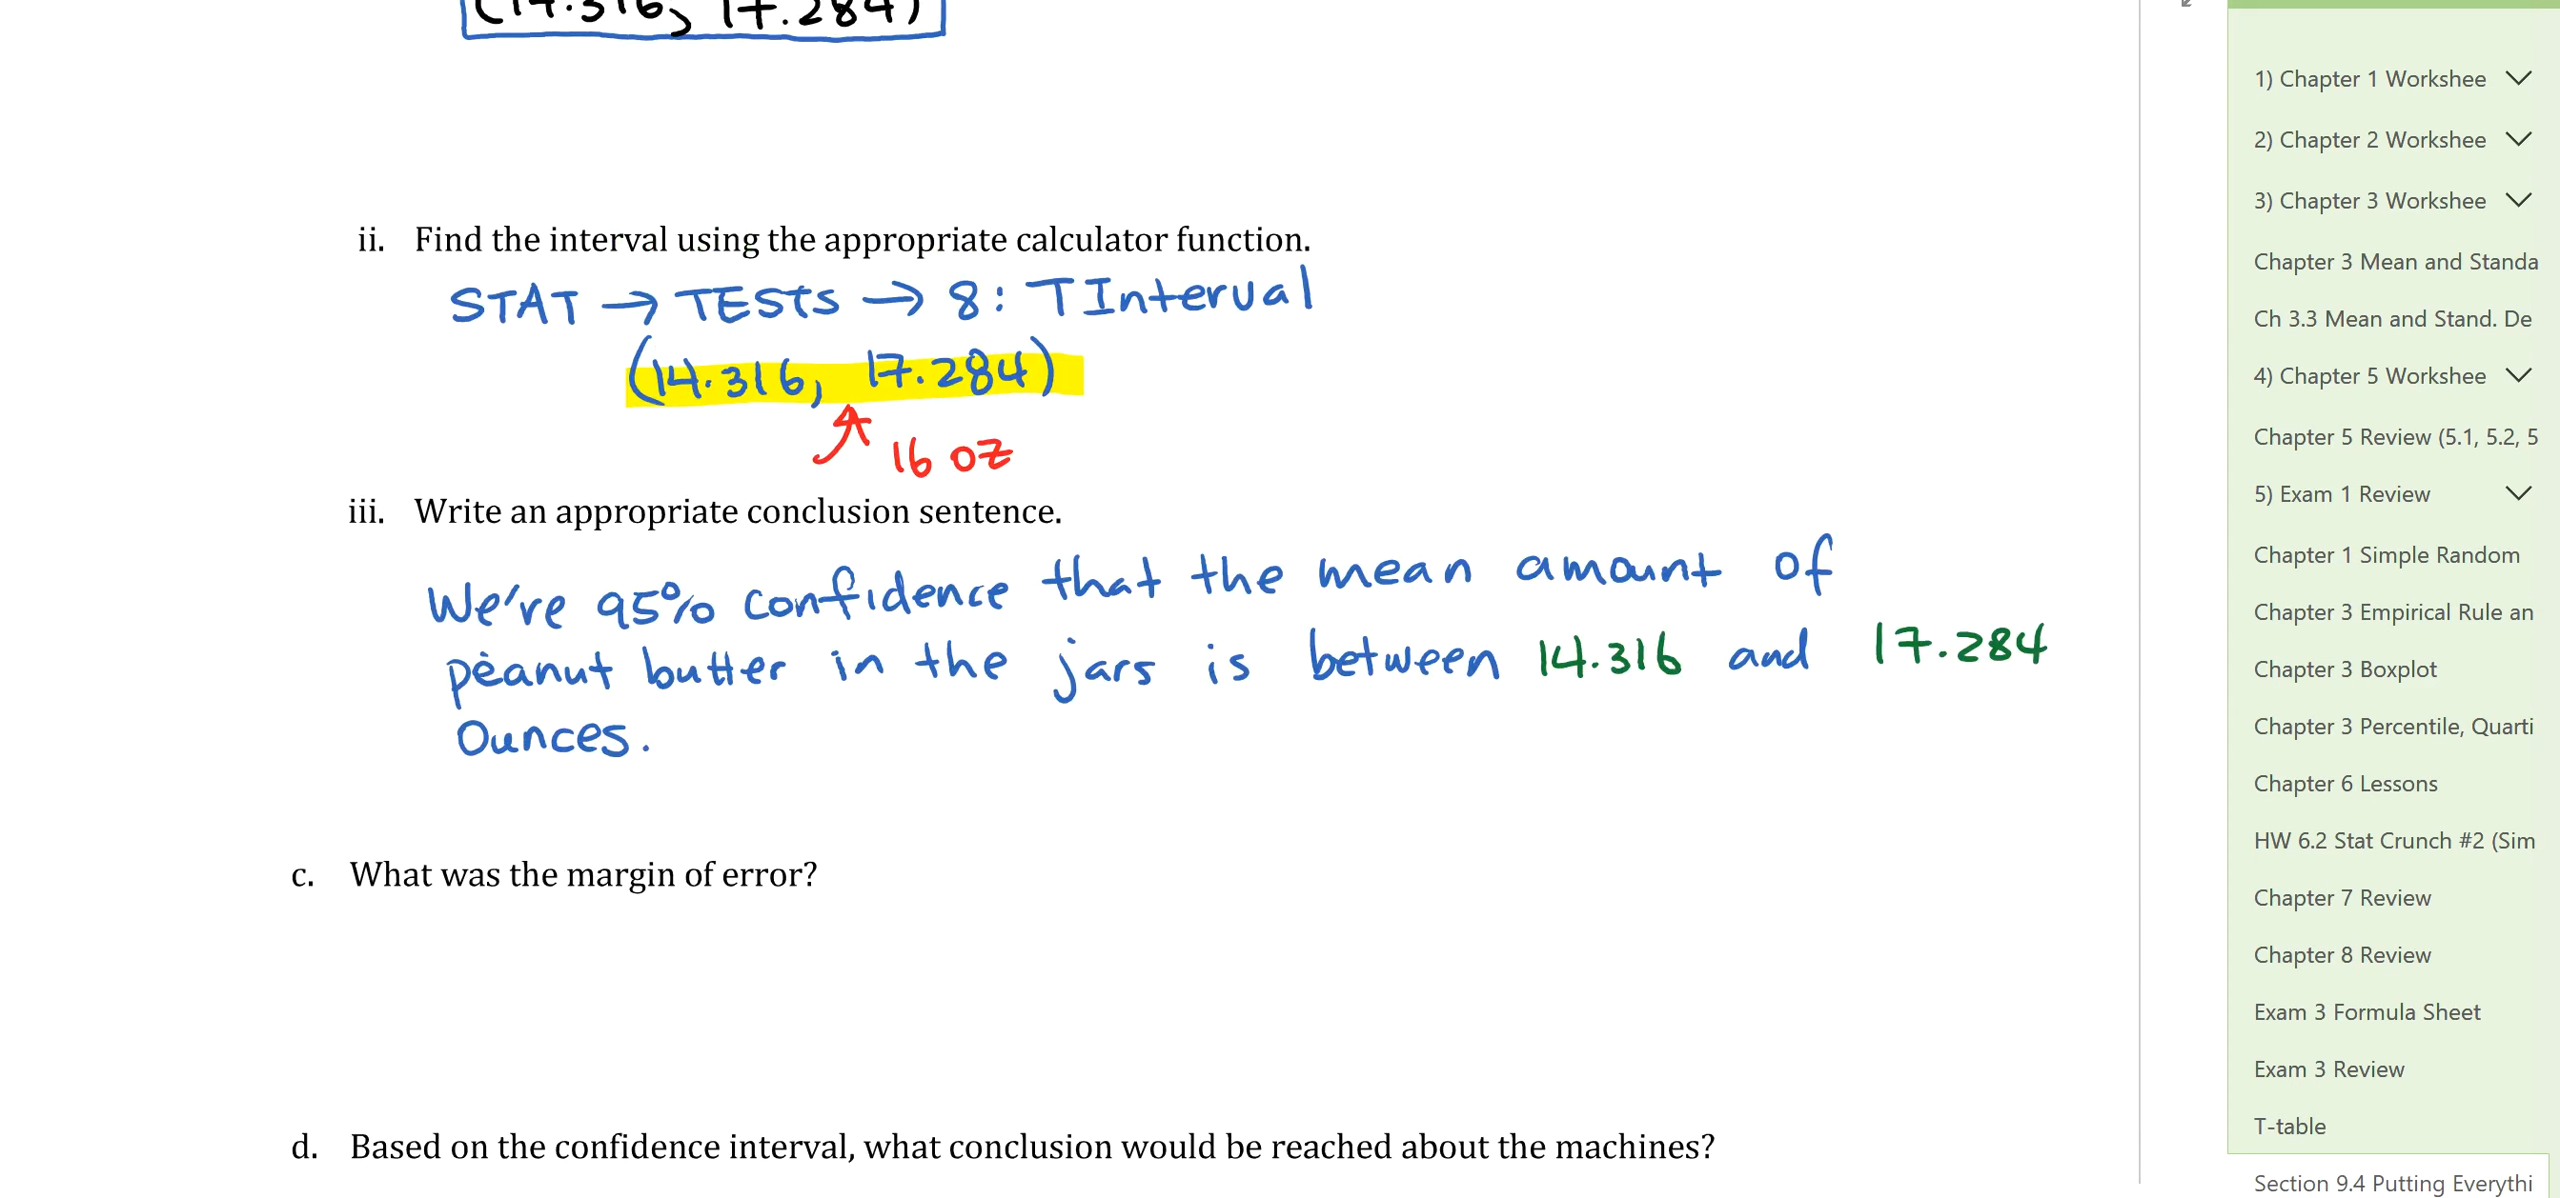 (14.316, 17.284)
ii. Find the interval using the appropriate calculator function.
STAT → TESTS → 8: TInterval
(14.316, 17.284)
16 oz
iii. Write an appropriate conclusion sentence.
We're 95% confidence that the mean amount of
peanut butter in the jars is between 14.316 and 17.284
Ounces.
c. What was the margin of error?
d. Based on the confidence interval, what conclusion would be reached about the machines?
1) Chapter 1 Workshee
2) Chapter 2 Workshee
3) Chapter 3 Workshee
Chapter 3 Mean and Standa
Ch 3.3 Mean and Stand. De
4) Chapter 5 Workshee
Chapter 5 Review (5.1, 5.2, 5
5) Exam 1 Review
Chapter 1 Simple Random
Chapter 3 Empirical Rule an
Chapter 3 Boxplot
Chapter 3 Percentile, Quarti
Chapter 6 Lessons
HW 6.2 Stat Crunch #2 (Sim
Chapter 7 Review
Chapter 8 Review
Exam 3 Formula Sheet
Exam 3 Review
T-table
Section 9.4 Putting Everythi